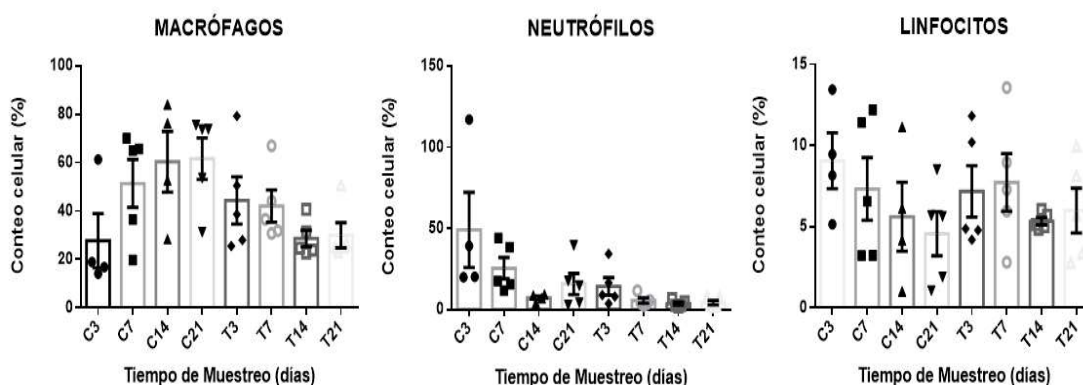 MACRÓFAGOS
Conteo celular (%)
100
80
60
40
20
0
C3 C7 C14 C21 T3 T7 T14 T21
Tiempo de Muestreo (días)
NEUTRÓFILOS
Conteo celular (%)
150
100
50
0
C3 C7 C14 C21 T3 T7 T14 T21
Tiempo de Muestreo (días)
LINFOCITOS
Conteo celular (%)
15
10
5
0
C3 C7 C14 C21 T3 T7 T14 T21
Tiempo de Muestreo (días)